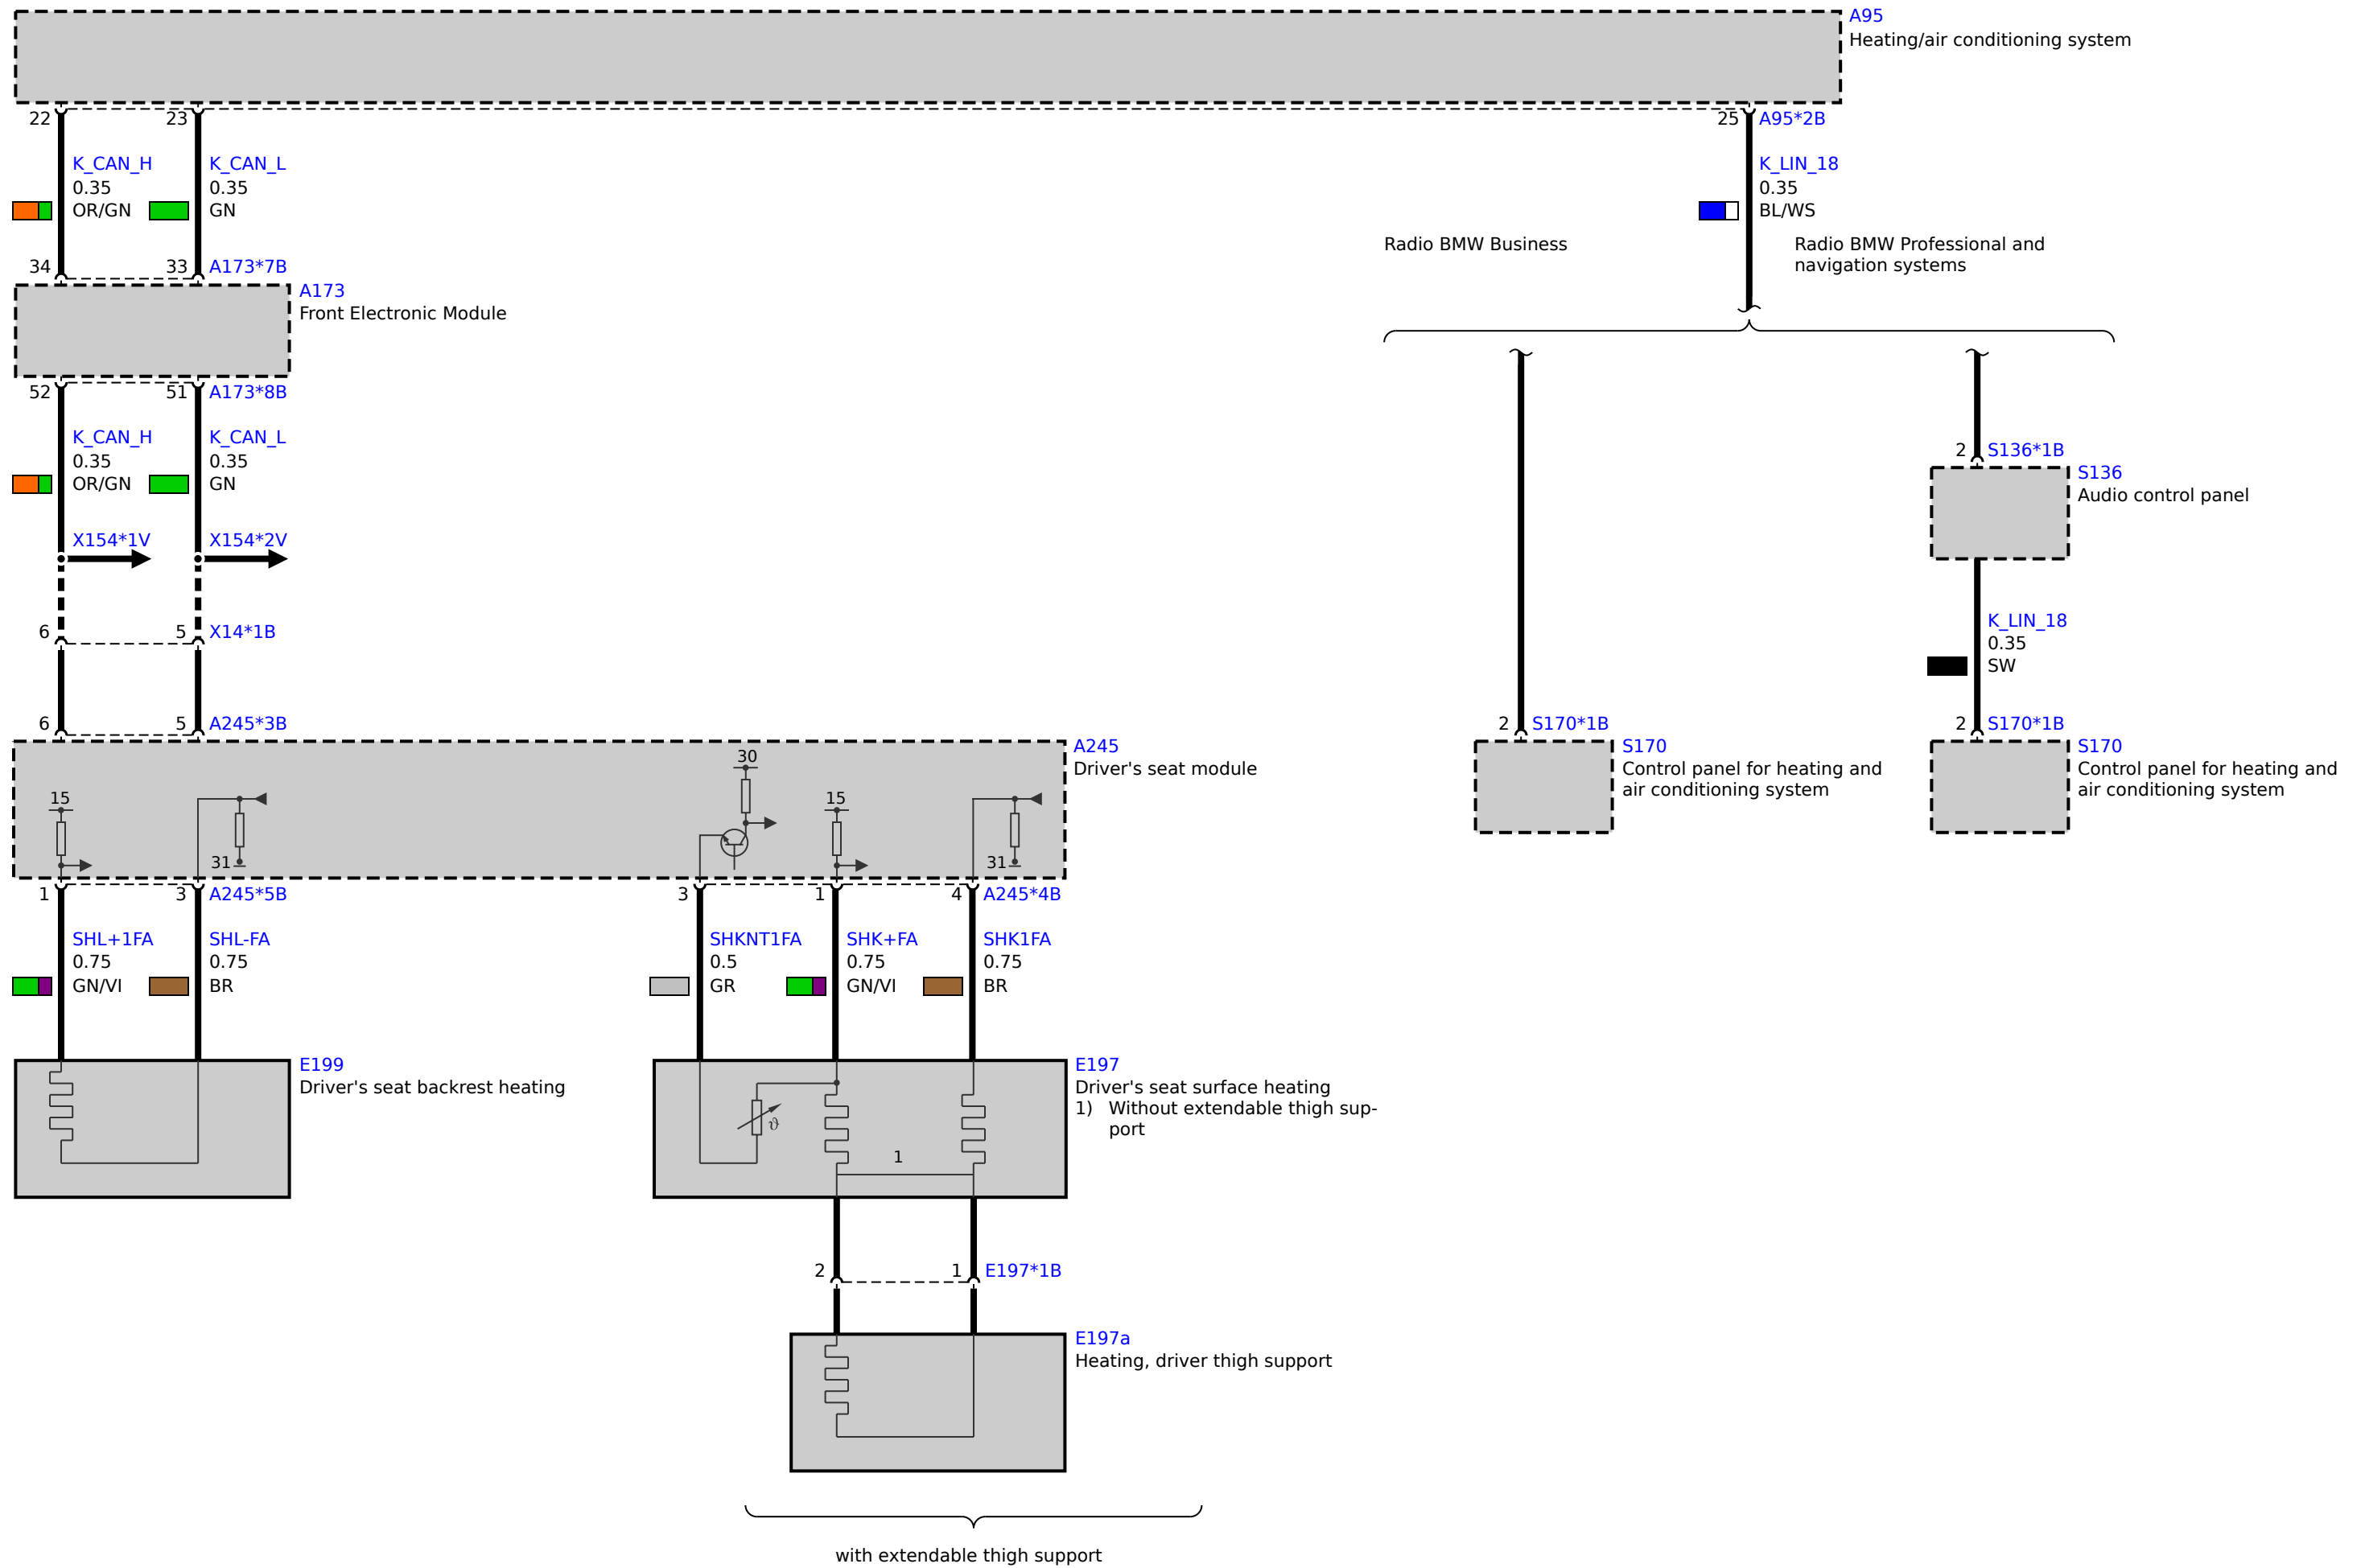 A95
Heating/air conditioning system
22
23
25
A95*2B
K_CAN_H
K_CAN_L
K_LIN_18
0.35
0.35
0.35
OR/GN
GN
BL/WS
Radio BMW Business
Radio BMW Professional and
navigation systems
34
33
A173*7B
A173
Front Electronic Module
52
51
A173*8B
K_CAN_H
K_CAN_L
0.35
0.35
OR/GN
GN
2
S136*1B
S136
Audio control panel
X154*1V
X154*2V
6
5
X14*1B
K_LIN_18
0.35
SW
6
5
A245*3B
2
S170*1B
2
S170*1B
A245
Driver's seat module
S170
Control panel for heating and
air conditioning system
S170
Control panel for heating and
air conditioning system
30
15
15
31
31
1
3
A245*5B
3
1
4
A245*4B
SHL+1FA
SHL-FA
SHKNT1FA
SHK+FA
SHK1FA
0.75
0.75
0.5
0.75
0.75
GN/VI
BR
GR
GN/VI
BR
E199
Driver's seat backrest heating
E197
Driver's seat surface heating
1) Without extendable thigh sup-
port
ϑ
1
2
1
E197*1B
E197a
Heating, driver thigh support
with extendable thigh support